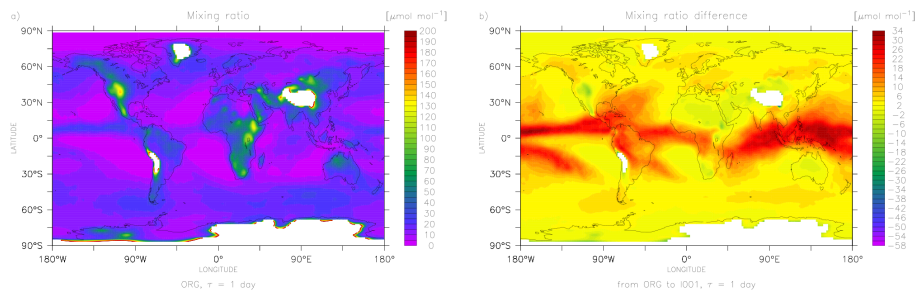 a) Mixing ratio [μmol mol⁻¹]
90°N
60°N
30°N
0°
30°S
60°S
90°S
LATITUDE
180°W 90°W 0° 90°E 180°
LONGITUDE
ORG, τ = 1 day
200
190
180
170
160
150
140
130
120
110
100
90
80
70
60
50
40
30
20
10
0
b) Mixing ratio difference [μmol mol⁻¹]
90°N
60°N
30°N
0°
30°S
60°S
90°S
LATITUDE
180°W 90°W 0° 90°E 180°
LONGITUDE
from ORG to I001, τ = 1 day
34
30
26
22
18
14
10
6
2
−2
−6
−10
−14
−18
−22
−26
−30
−34
−38
−42
−46
−50
−54
−58